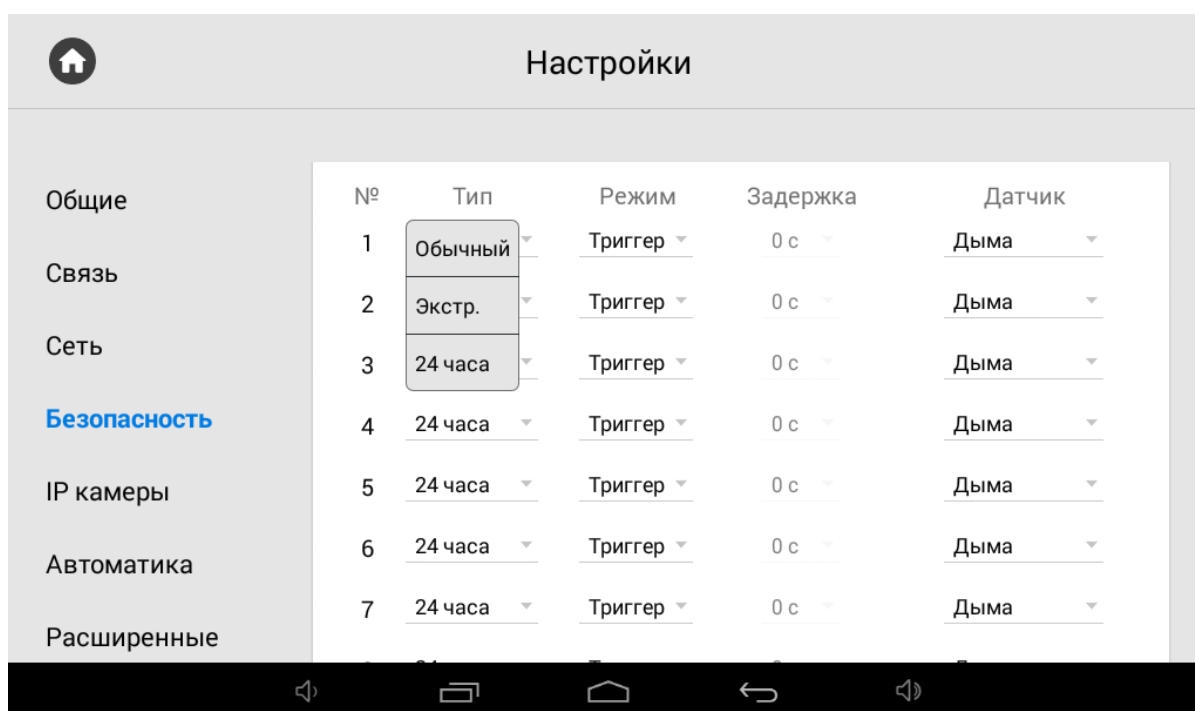 Настройки
Общие
Связь
Сеть
Безопасность
IP камеры
Автоматика
Расширенные
№ Тип Режим Задержка Датчик
1 Обычный Триггер 0 с Дыма
2 Экстр. Триггер 0 с Дыма
3 24 часа Триггер 0 с Дыма
4 24 часа Триггер 0 с Дыма
5 24 часа Триггер 0 с Дыма
6 24 часа Триггер 0 с Дыма
7 24 часа Триггер 0 с Дыма